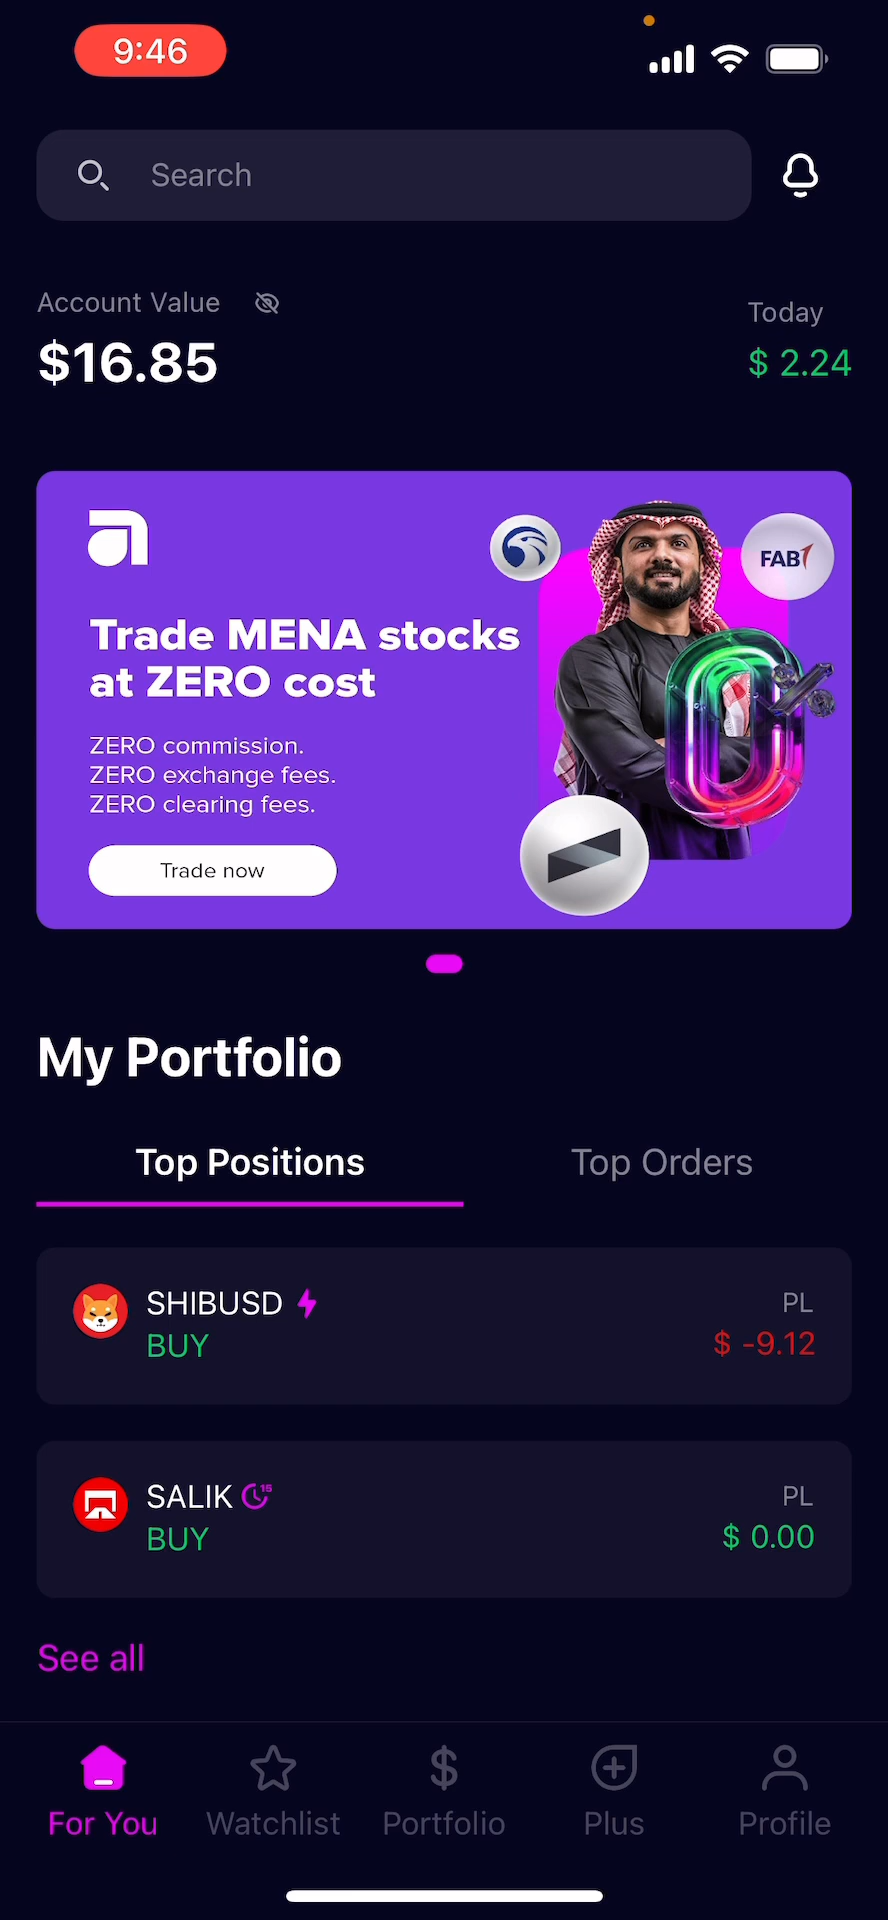 9:46
Search
Account Value
$16.85
Today
$ 2.24
Trade MENA stocks
at ZERO cost
ZERO commission.
ZERO exchange fees.
ZERO clearing fees.
Trade now
FAB
My Portfolio
Top Positions
Top Orders
SHIBUSD
BUY
PL
$ -9.12
SALIK
15
BUY
PL
$ 0.00
See all
For You
Watchlist
Portfolio
Plus
Profile